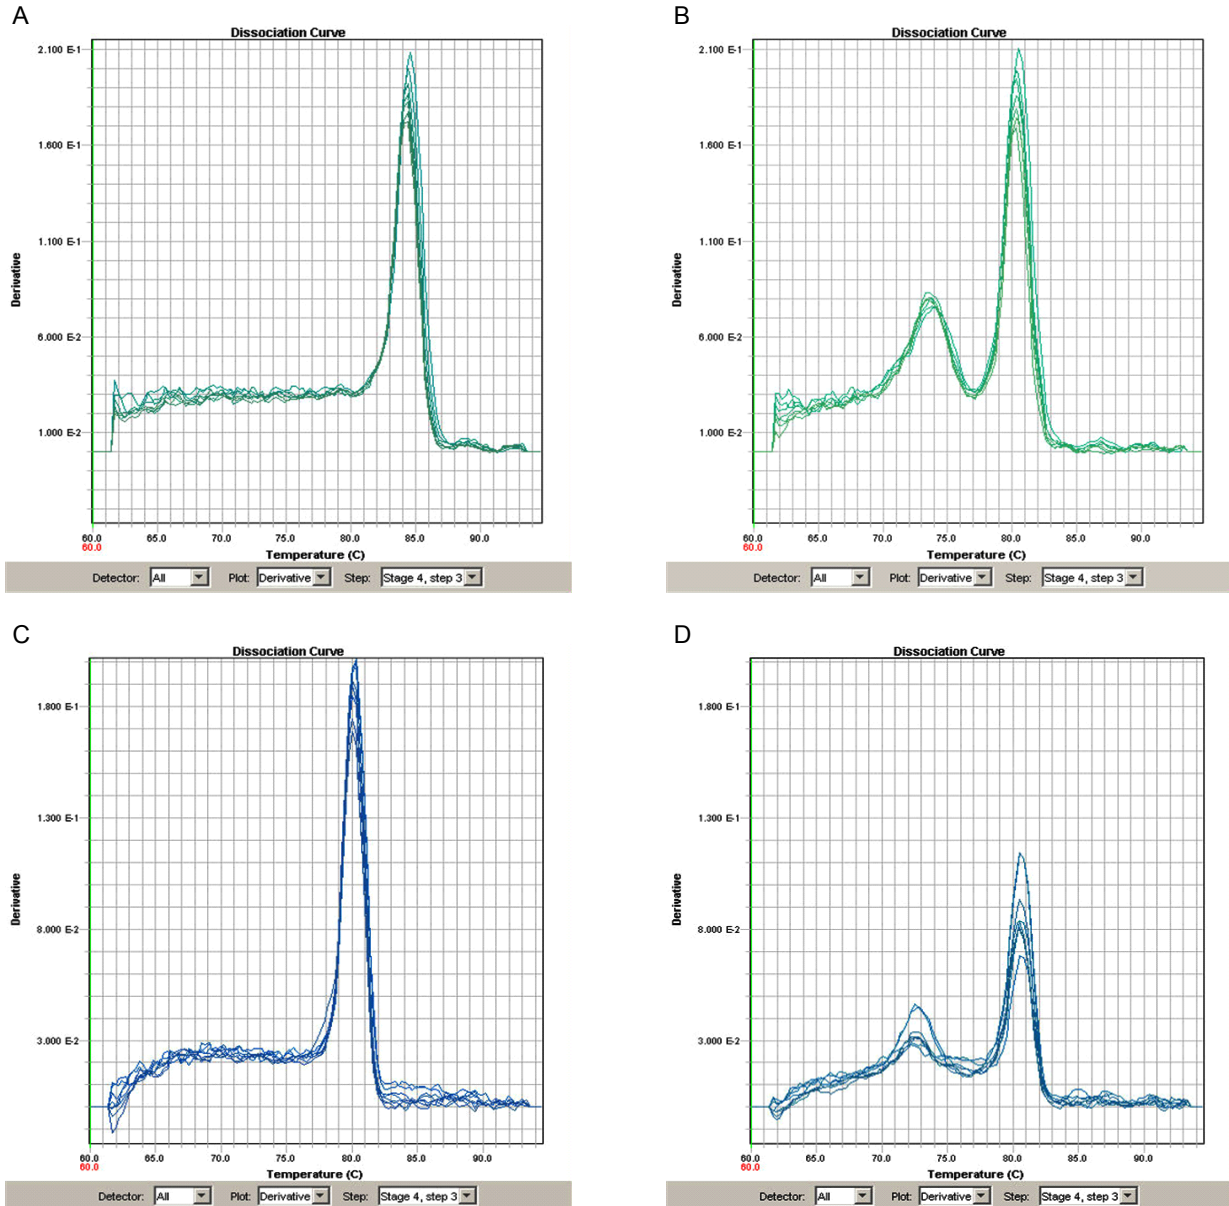 A
Dissociation Curve
2.100 E-1
1.600 E-1
1.100 E-1
6.000 E-2
1.000 E-2
Derivative
60.0 65.0 70.0 75.0 80.0 85.0 90.0
60.0
Temperature (C)
Detector: All Plot: Derivative Step: Stage 4, step 3
B
Dissociation Curve
2.100 E-1
1.600 E-1
1.100 E-1
6.000 E-2
1.000 E-2
Derivative
60.0 65.0 70.0 75.0 80.0 85.0 90.0
60.0
Temperature (C)
Detector: All Plot: Derivative Step: Stage 4, step 3
C
Dissociation Curve
1.800 E-1
1.300 E-1
8.000 E-2
3.000 E-2
Derivative
60.0 65.0 70.0 75.0 80.0 85.0 90.0
60.0
Temperature (C)
Detector: All Plot: Derivative Step: Stage 4, step 3
D
Dissociation Curve
1.800 E-1
1.300 E-1
8.000 E-2
3.000 E-2
Derivative
60.0 65.0 70.0 75.0 80.0 85.0 90.0
60.0
Temperature (C)
Detector: All Plot: Derivative Step: Stage 4, step 3